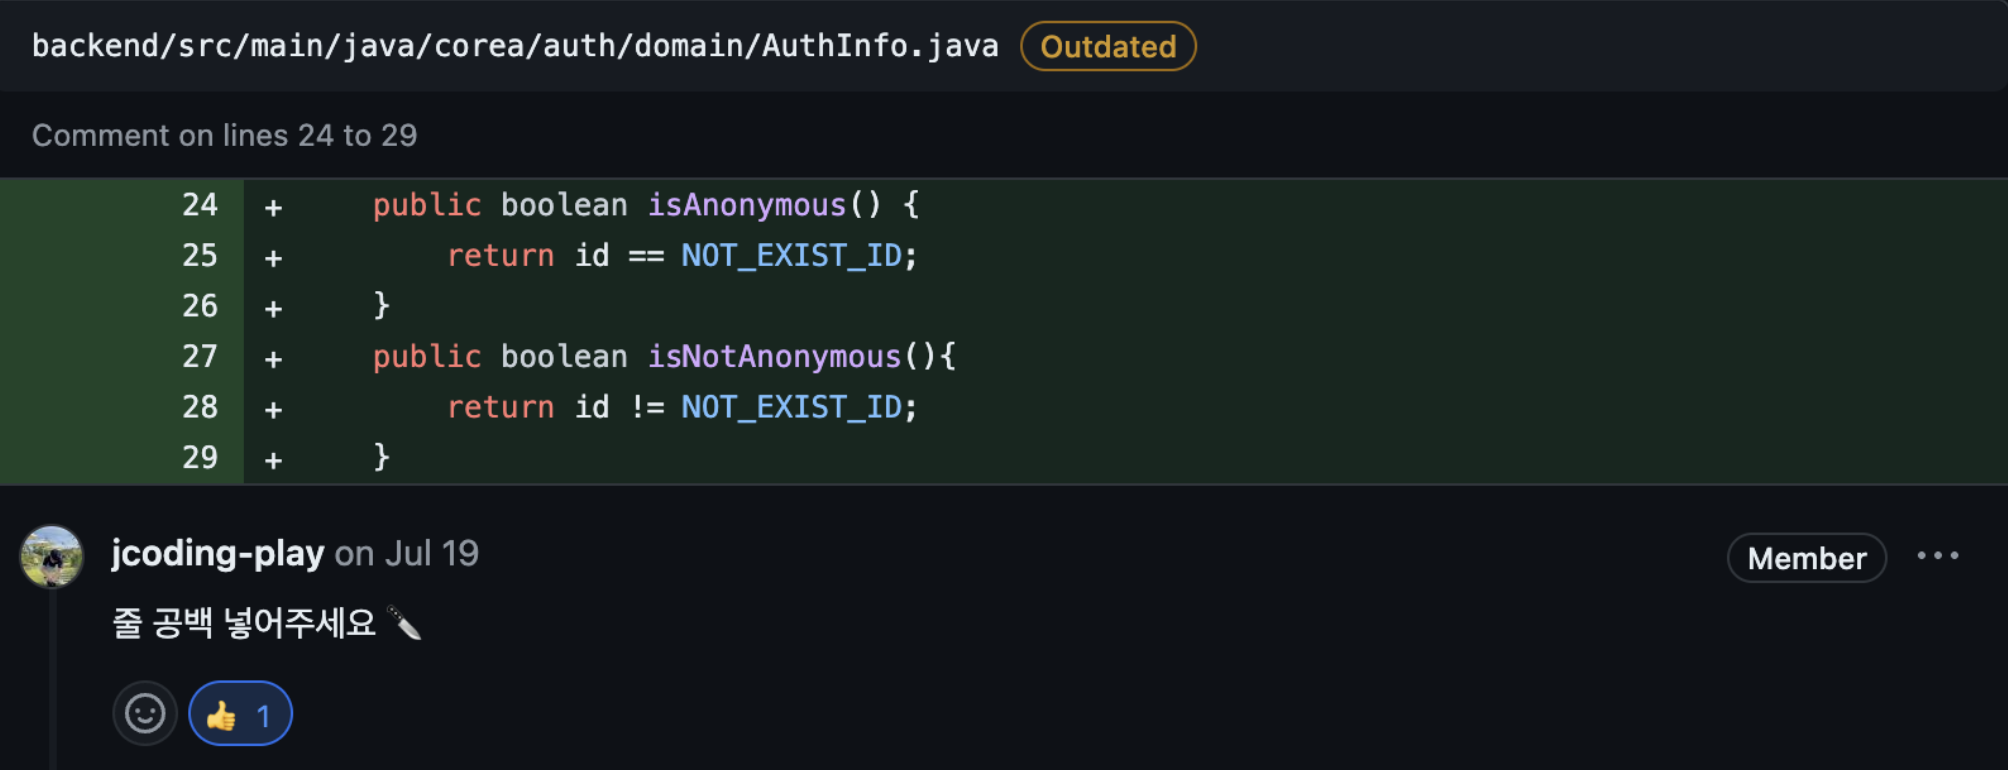 backend/src/main/java/corea/auth/domain/AuthInfo.java Outdated
Comment on lines 24 to 29
24 + public boolean isAnonymous() {
25 + return id == NOT_EXIST_ID;
26 + }
27 + public boolean isNotAnonymous(){
28 + return id != NOT_EXIST_ID;
29 + }
jcoding-play on Jul 19 Member
줄 공백 넣어주세요 🔪
👍 1